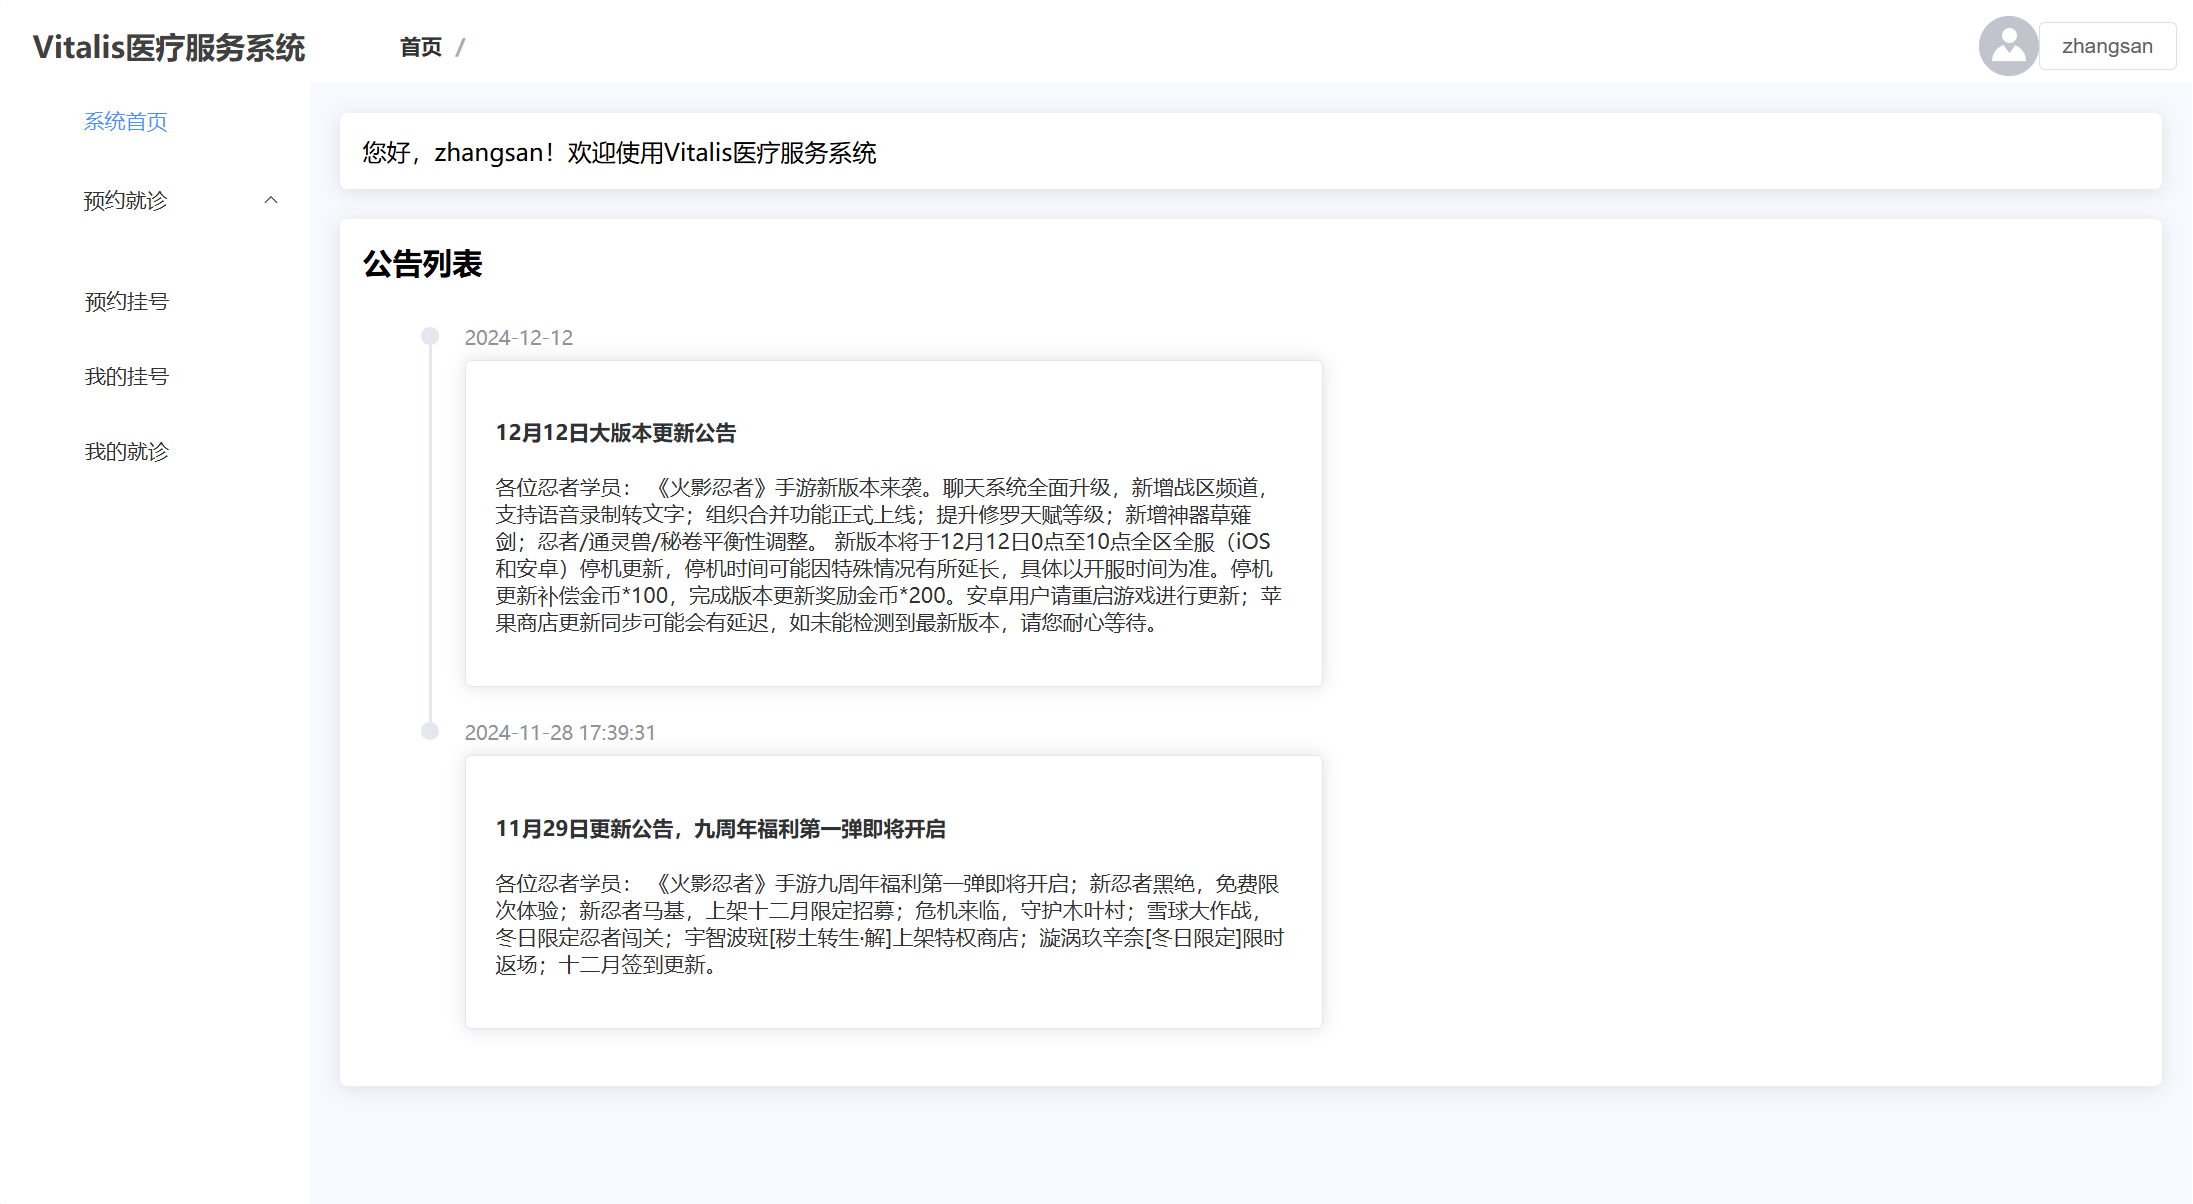 Vitalis医疗服务系统
首页 /
zhangsan
系统首页
预约就诊
预约挂号
我的挂号
我的就诊
您好，zhangsan！欢迎使用Vitalis医疗服务系统
公告列表
2024-12-12
12月12日大版本更新公告
各位忍者学员： 《火影忍者》手游新版本来袭。聊天系统全面升级，新增战区频道，
支持语音录制转文字；组织合并功能正式上线；提升修罗天赋等级；新增神器草薙
剑；忍者/通灵兽/秘卷平衡性调整。 新版本将于12月12日0点至10点全区全服（iOS
和安卓）停机更新，停机时间可能因特殊情况有所延长，具体以开服时间为准。停机
更新补偿金币*100，完成版本更新奖励金币*200。安卓用户请重启游戏进行更新；苹
果商店更新同步可能会有延迟，如未能检测到最新版本，请您耐心等待。
2024-11-28 17:39:31
11月29日更新公告，九周年福利第一弹即将开启
各位忍者学员： 《火影忍者》手游九周年福利第一弹即将开启；新忍者黑绝，免费限
次体验；新忍者马基，上架十二月限定招募；危机来临，守护木叶村；雪球大作战，
冬日限定忍者闯关；宇智波斑[秽土转生·解]上架特权商店；漩涡玖辛奈[冬日限定]限时
返场；十二月签到更新。